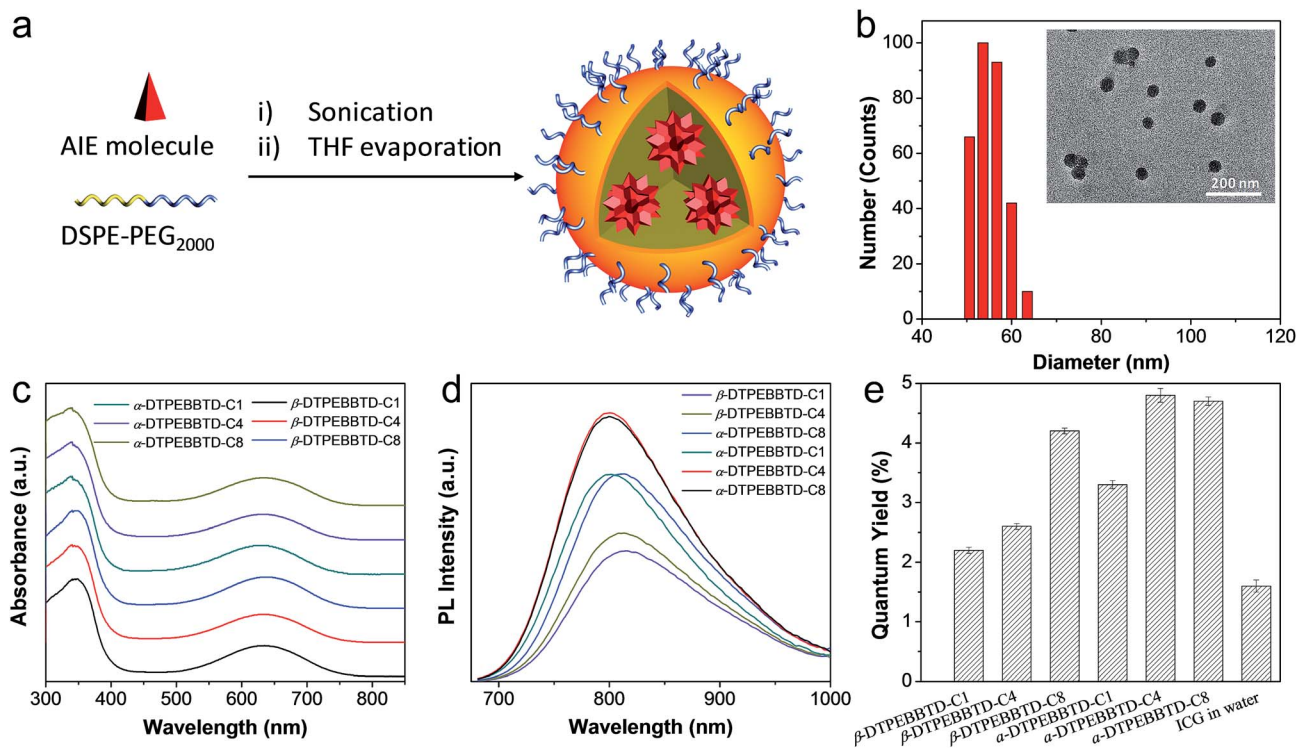 a
AIE molecule
DSPE-PEG2000
i) Sonication
ii) THF evaporation
b
Number (Counts)
100
80
60
40
20
0
40 60 80 100 120
Diameter (nm)
200 nm
c
Absorbance (a.u.)
α-DTPEBBTD-C1 β-DTPEBBTD-C1
α-DTPEBBTD-C4 β-DTPEBBTD-C4
α-DTPEBBTD-C8 β-DTPEBBTD-C8
300 400 500 600 700 800
Wavelength (nm)
d
PL Intensity (a.u.)
β-DTPEBBTD-C1
β-DTPEBBTD-C4
α-DTPEBBTD-C8
α-DTPEBBTD-C1
α-DTPEBBTD-C4
α-DTPEBBTD-C8
700 800 900 1000
Wavelength (nm)
e
Quantum Yield (%)
5
4
3
2
1
0
β-DTPEBBTD-C1
β-DTPEBBTD-C4
β-DTPEBBTD-C8
α-DTPEBBTD-C1
α-DTPEBBTD-C4
α-DTPEBBTD-C8
ICG in water